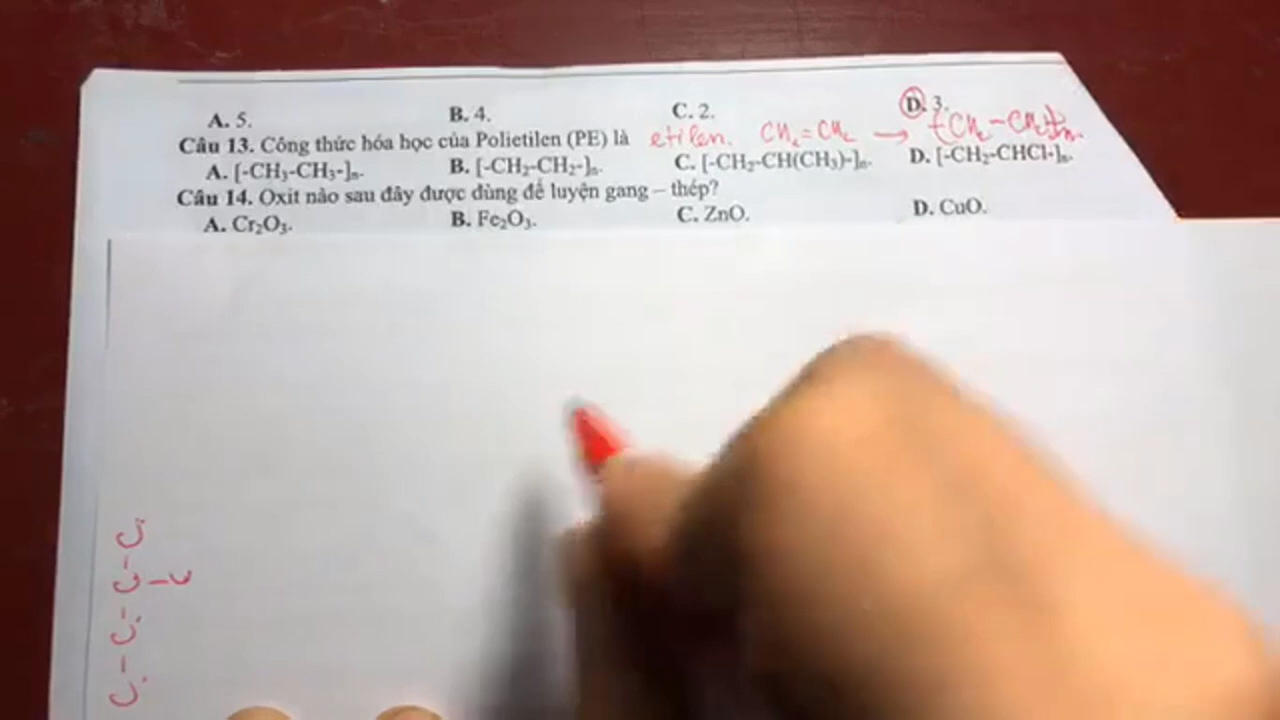 A. 5. B. 4. C. 2. D. 3.
Câu 13. Công thức hóa học của Polietilen (PE) là etilen. CH₂=CH₂ → (CH₂-CH₂)n.
A. [-CH₃-CH₃-]n. B. [-CH₂-CH₂-]n. C. [-CH₂-CH(CH₃)-]n. D. [-CH₂-CHCl-]n.
Câu 14. Oxit nào sau đây được dùng để luyện gang – thép?
A. Cr₂O₃. B. Fe₂O₃. C. ZnO. D. CuO.
C-C-C-C
C